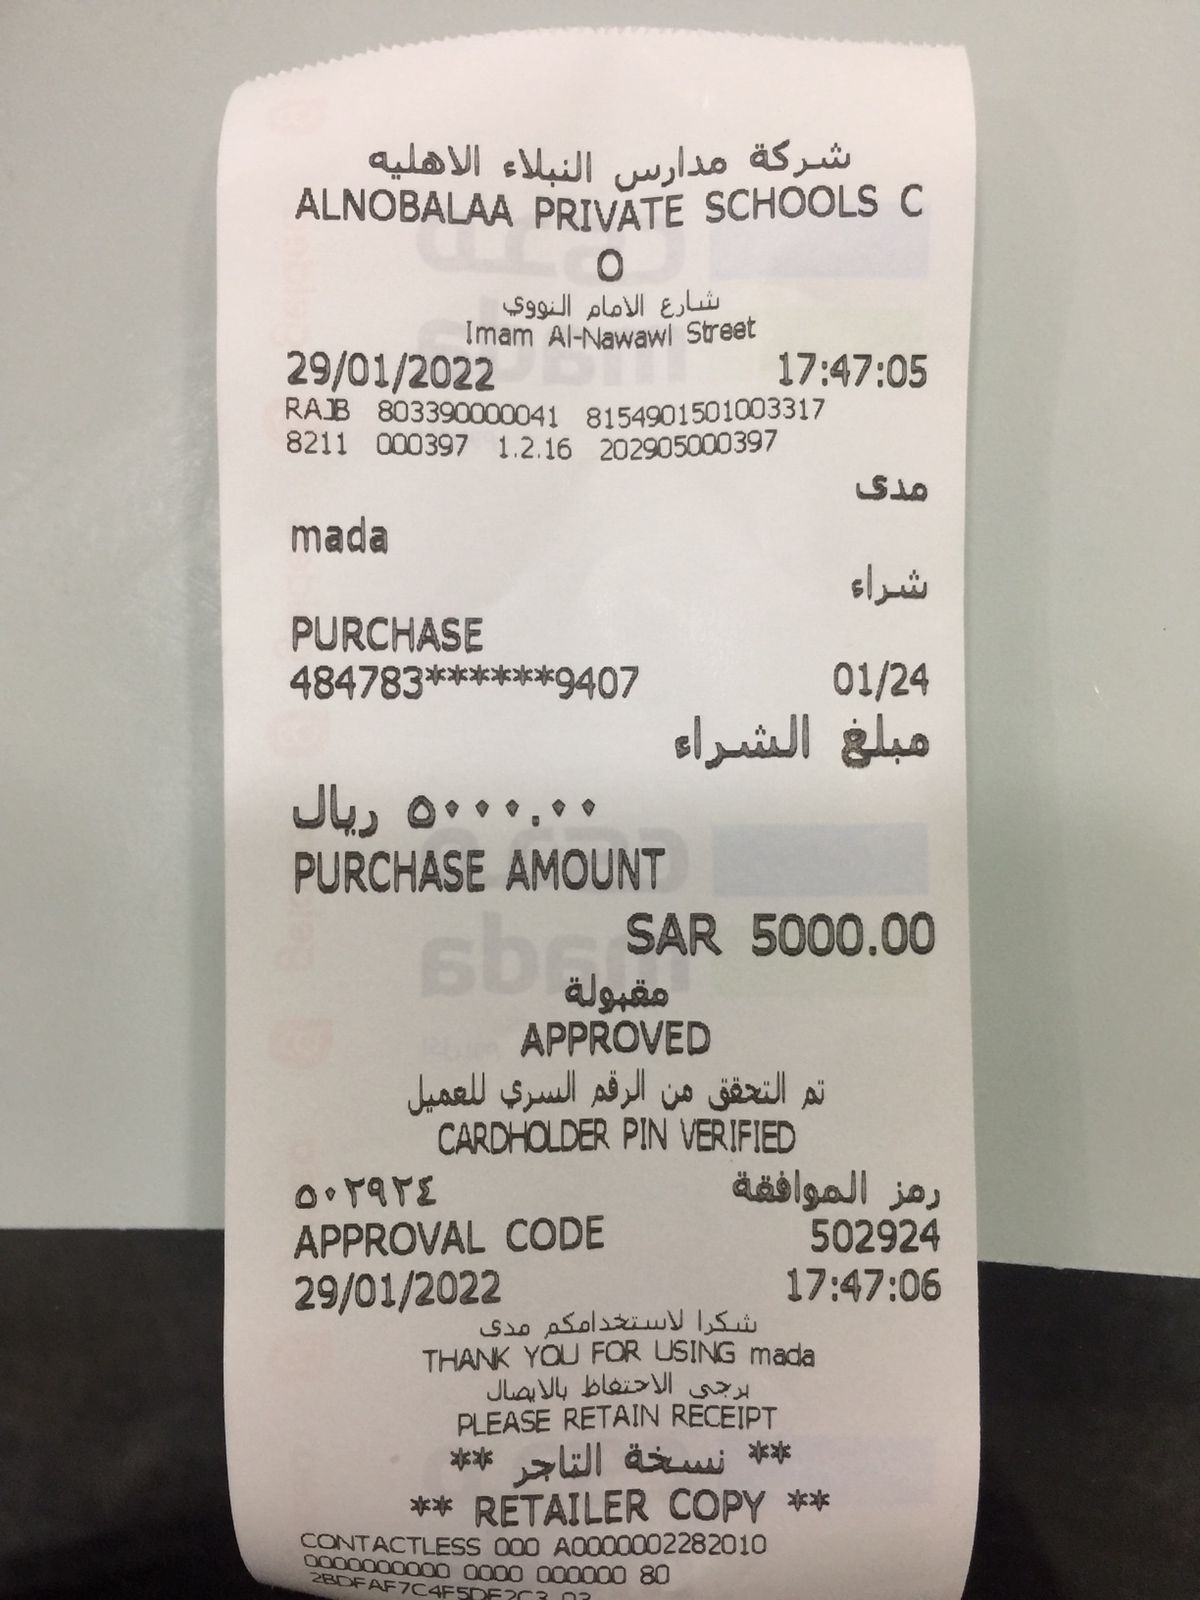 شركة مدارس النبلاء الاهليه
ALNOBALAA PRIVATE SCHOOLS C
O
شارع الامام النووي
Imam Al-Nawawl Street
29/01/2022 17:47:05
RAJB 803390000041 8154901501003317
8211 000397 1.2.16 202905000397
مدى
mada
شراء
PURCHASE
484783******9407 01/24
مبلغ الشراء
٥٠٠٠.٠٠ ريال
PURCHASE AMOUNT
SAR 5000.00
مقبولة
APPROVED
تم التحقق من الرقم السري للعميل
CARDHOLDER PIN VERIFIED
رمز الموافقة ٥٠٢٩٢٤
APPROVAL CODE 502924
29/01/2022 17:47:06
شكرا لاستخدامكم مدى
THANK YOU FOR USING mada
يرجى الاحتفاظ بالايصال
PLEASE RETAIN RECEIPT
** نسخة التاجر **
** RETAILER COPY **
CONTACTLESS 000 A0000002282010
0000000000 0000 000000 80